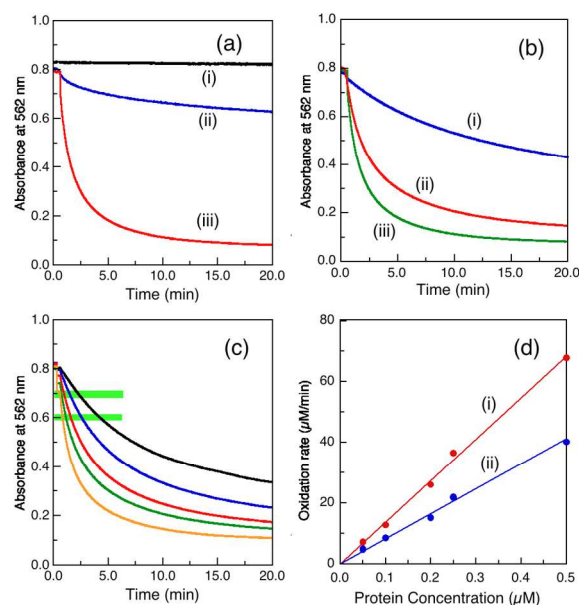 (a)
(i)
(ii)
(iii)
Absorbance at 562 nm
1.0
0.8
0.6
0.4
0.2
0.0
0.0 5.0 10.0 15.0 20.0
Time (min)
(b)
(i)
(ii)
(iii)
Absorbance at 562 nm
1.0
0.8
0.6
0.4
0.2
0.0
0.0 5.0 10.0 15.0 20.0
Time (min)
(c)
Absorbance at 562 nm
1.0
0.8
0.6
0.4
0.2
0.0
0.0 5.0 10.0 15.0 20.0
Time (min)
(d)
(i)
(ii)
Oxidation rate (µM/min)
80
60
40
20
0
0.0 0.1 0.2 0.3 0.4 0.5
Protein Concentration (µM)